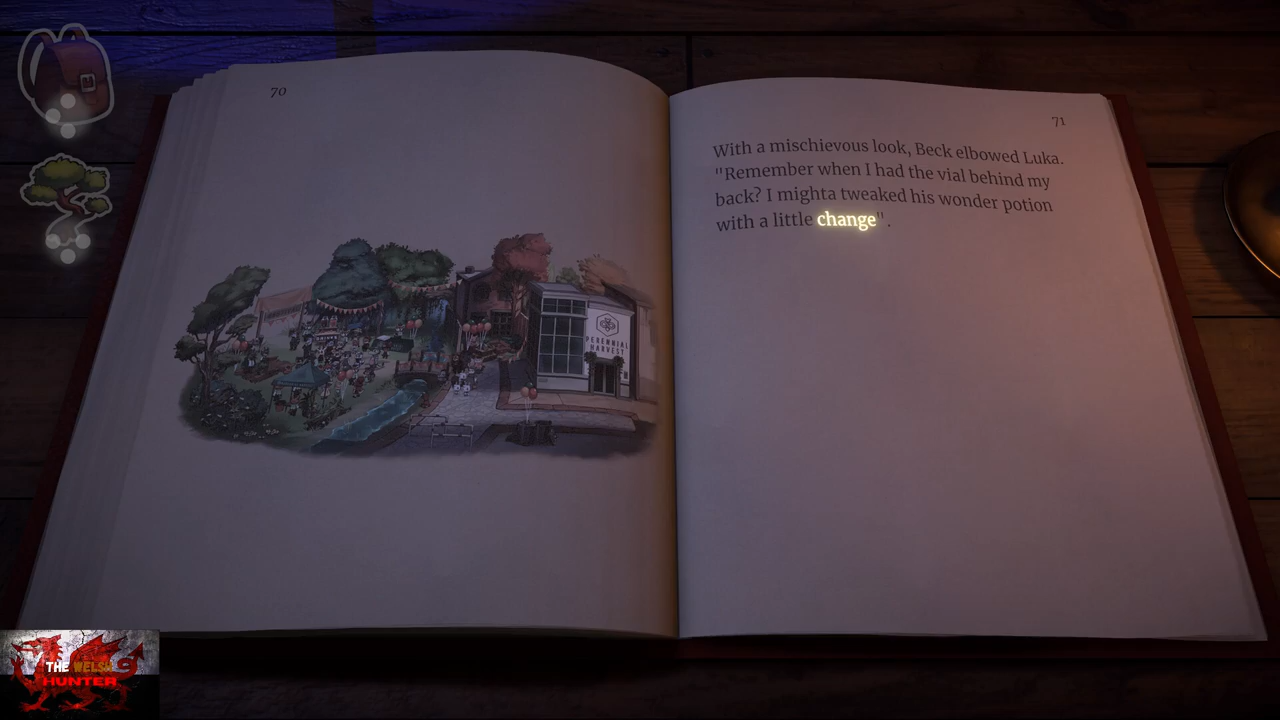 70
PERENNIAL
HARVEST
71
With a mischievous look, Beck elbowed Luka.
"Remember when I had the vial behind my
back? I mighta tweaked his wonder potion
with a little change".
THE WELSH
HUNTER